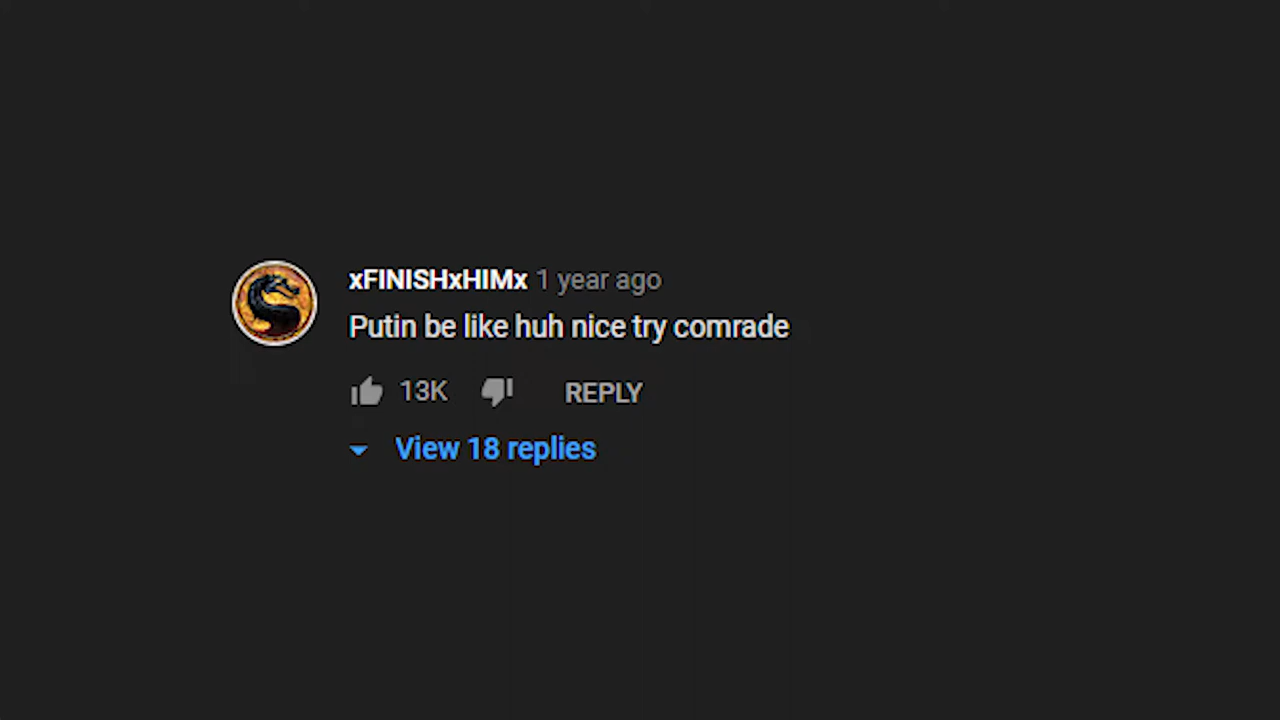 xFINISHxHIMx 1 year ago
Putin be like huh nice try comrade
13K REPLY
View 18 replies